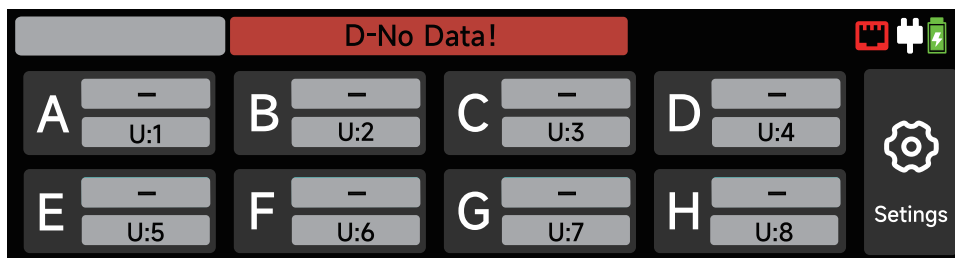 D-No Data!
A – B – C – D –
U:1 U:2 U:3 U:4
E – F – G – H –
U:5 U:6 U:7 U:8
Setings